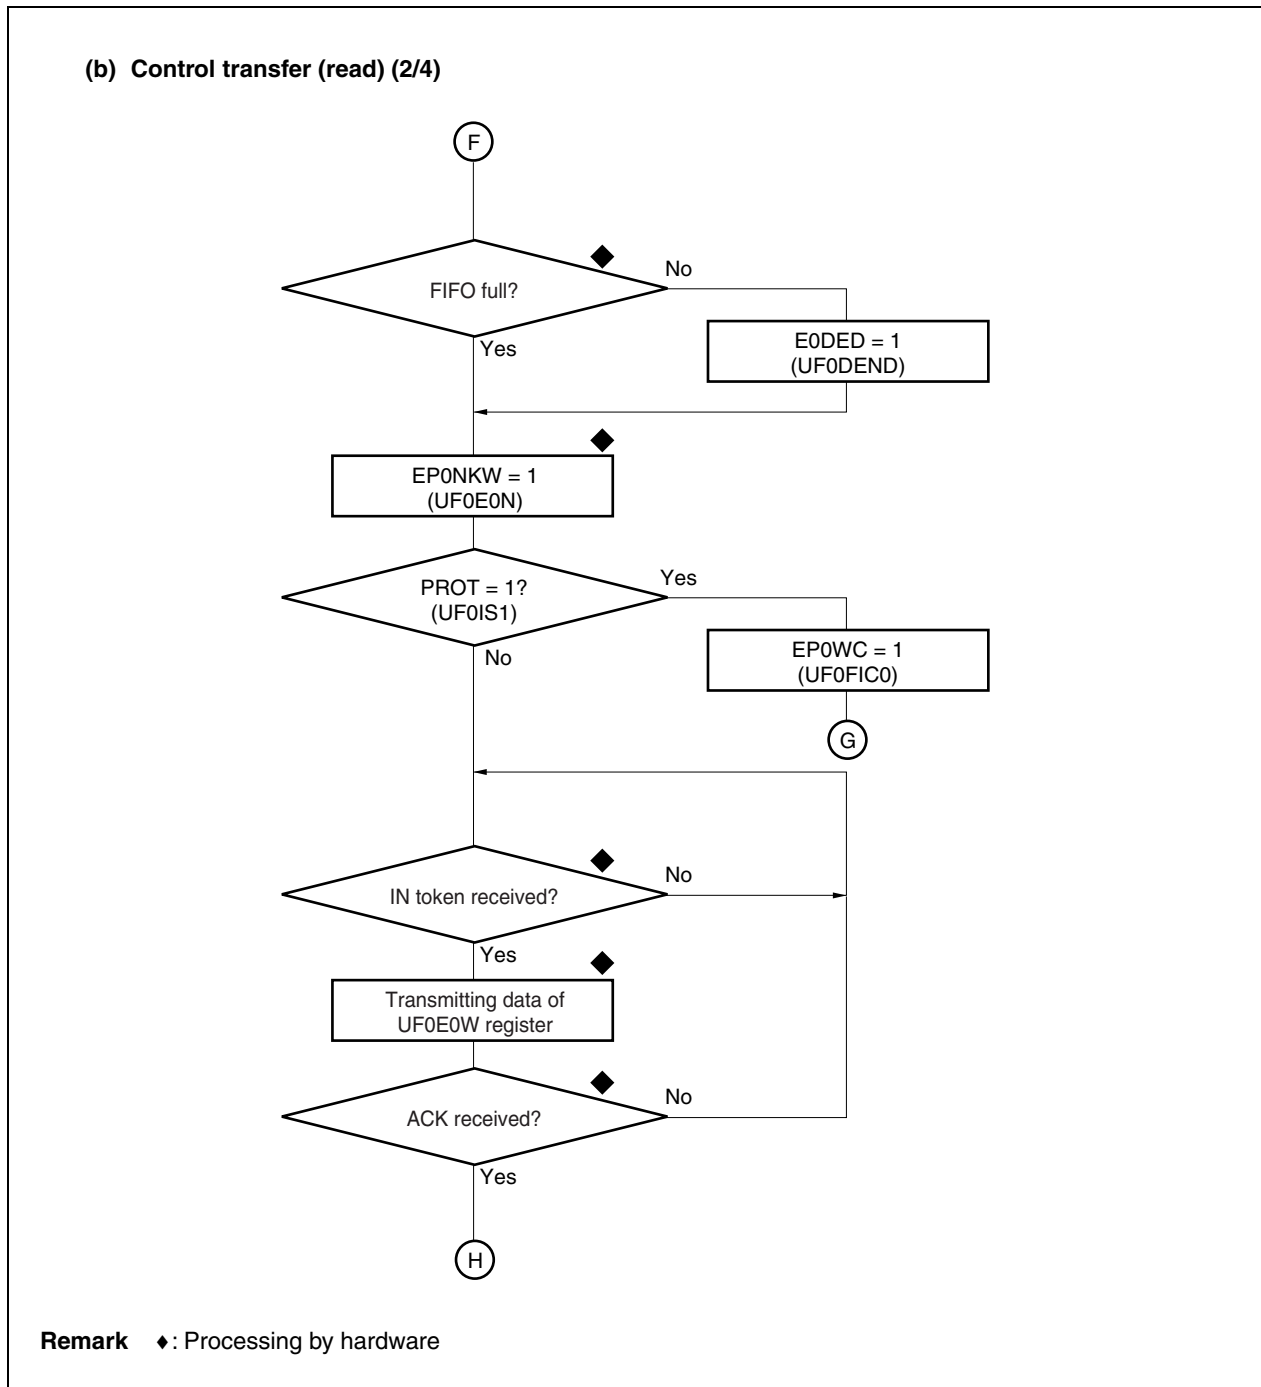 (b) Control transfer (read) (2/4)
F
FIFO full?
No
Yes
E0DED = 1
(UF0DEND)
EP0NKW = 1
(UF0E0N)
PROT = 1?
(UF0IS1)
Yes
No
EP0WC = 1
(UF0FIC0)
G
IN token received?
No
Yes
Transmitting data of
UF0E0W register
ACK received?
No
Yes
H
Remark ♦: Processing by hardware